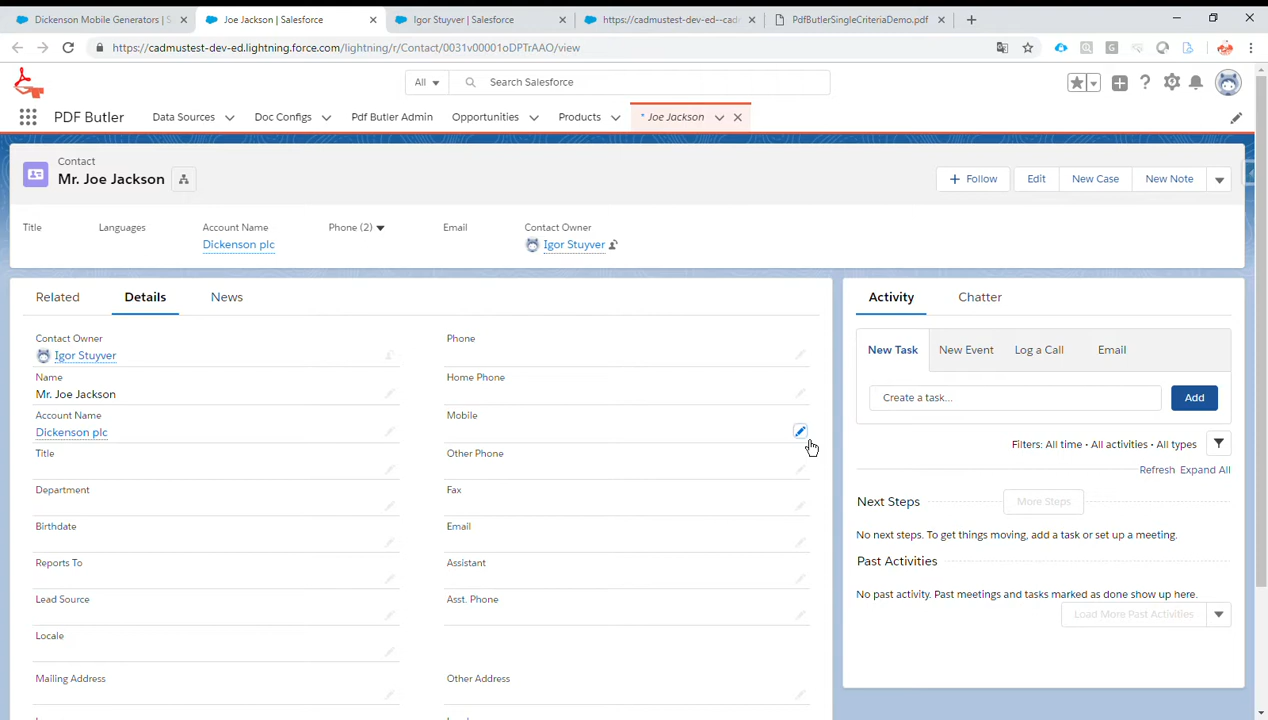 Dickenson Mobile Generators | S
Joe Jackson | Salesforce
Igor Stuyver | Salesforce
https://cadmustest-dev-ed--cad
PdfButlerSingleCriteriaDemo.pdf
https://cadmustest-dev-ed.lightning.force.com/lightning/r/Contact/0031v00001oDPTrAAO/view
All
Search Salesforce
PDF Butler
Data Sources
Doc Configs
Pdf Butler Admin
Opportunities
Products
* Joe Jackson
Contact
Mr. Joe Jackson
+ Follow
Edit
New Case
New Note
Title
Languages
Account Name
Phone (2)
Email
Contact Owner
Dickenson plc
Igor Stuyver
Related
Details
News
Contact Owner
Igor Stuyver
Name
Mr. Joe Jackson
Account Name
Dickenson plc
Title
Department
Birthdate
Reports To
Lead Source
Locale
Mailing Address
Phone
Home Phone
Mobile
Other Phone
Fax
Email
Assistant
Asst. Phone
Other Address
Activity
Chatter
New Task
New Event
Log a Call
Email
Create a task...
Add
Filters: All time • All activities • All types
Refresh Expand All
Next Steps
More Steps
No next steps. To get things moving, add a task or set up a meeting.
Past Activities
No past activity. Past meetings and tasks marked as done show up here.
Load More Past Activities